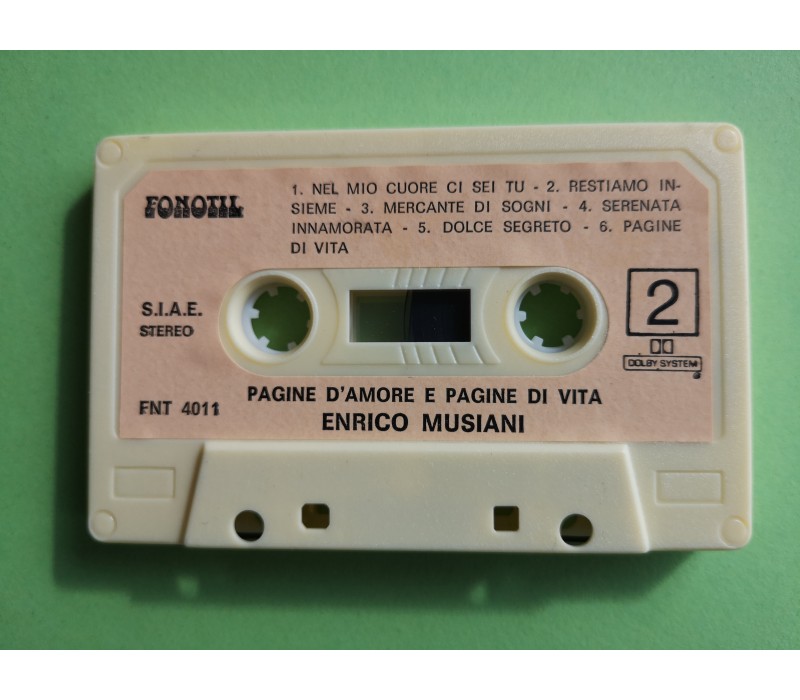 FONOTIL
1. NEL MIO CUORE CI SEI TU - 2. RESTIAMO IN-
SIEME - 3. MERCANTE DI SOGNI - 4. SERENATA
INNAMORATA - 5. DOLCE SEGRETO - 6. PAGINE
DI VITA
S.I.A.E.
STEREO
2
DOLBY SYSTEM
FNT 4011
PAGINE D'AMORE E PAGINE DI VITA
ENRICO MUSIANI